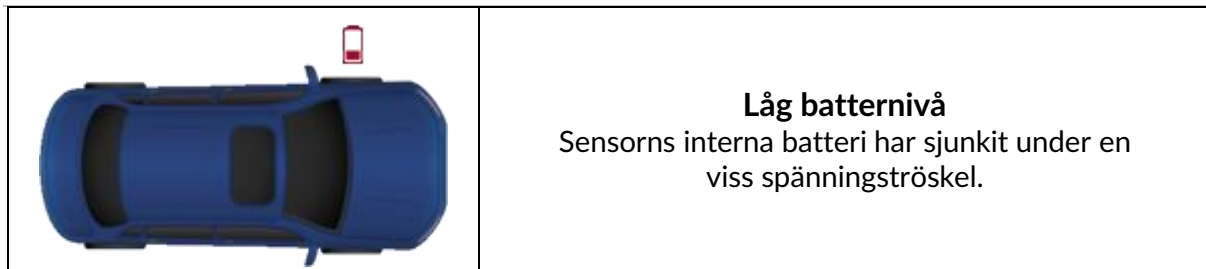 Låg batternivå
Sensorns interna batteri har sjunkit under en
viss spänningströskel.